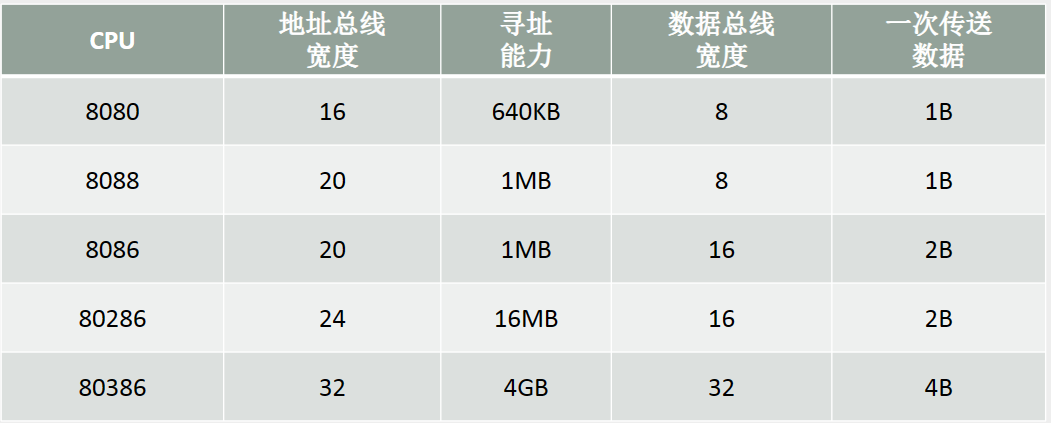 CPU 地址总线宽度 寻址能力 数据总线宽度 一次传送数据
8080 16 640KB 8 1B
8088 20 1MB 8 1B
8086 20 1MB 16 2B
80286 24 16MB 16 2B
80386 32 4GB 32 4B